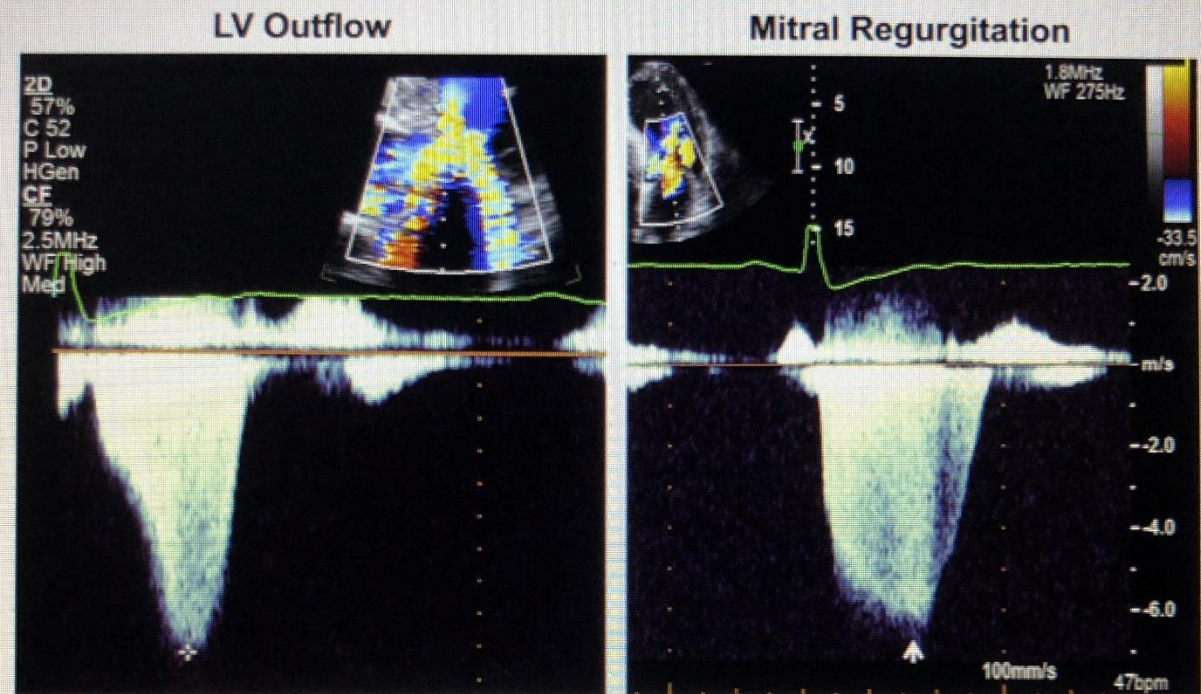 LV Outflow
Mitral Regurgitation
2D
57%
C 52
P Low
HGen
CF
79%
2.5MHz
WF High
Med
1.8MHz
WF 275Hz
5
10
15
-33.5
cm/s
2.0
m/s
-2.0
-4.0
-6.0
100mm/s
47bpm